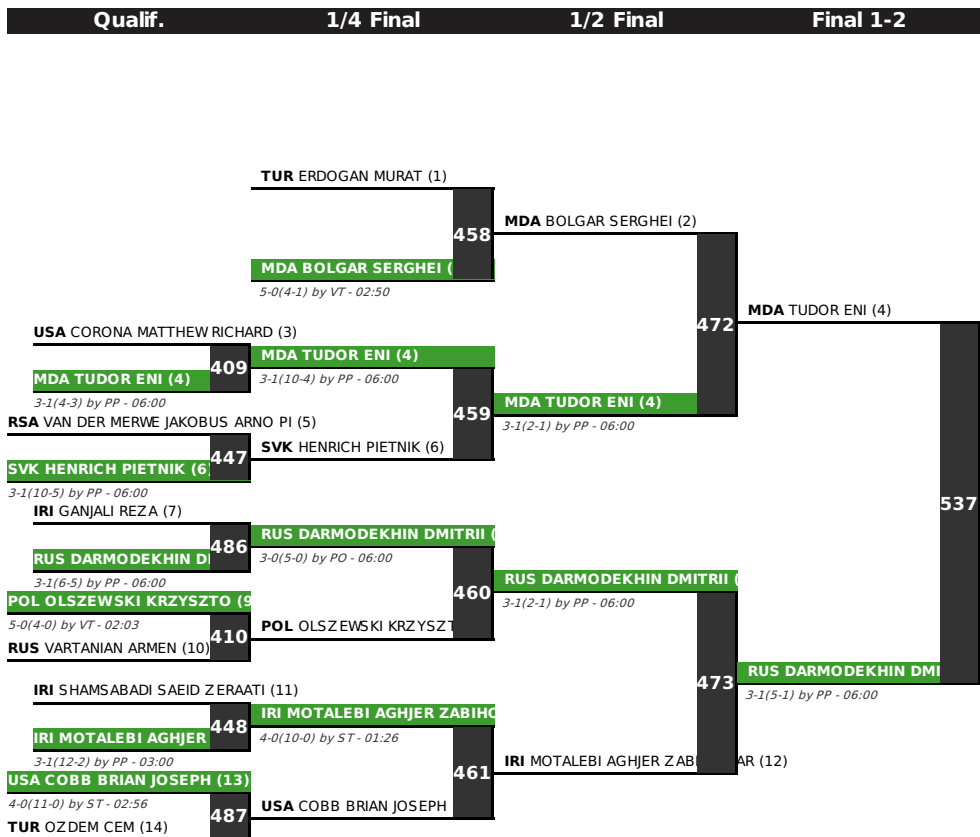 Qualif. 1/4 Final 1/2 Final Final 1-2
TUR ERDOGAN MURAT (1)
458
MDA BOLGAR SERGHEI (2)
MDA BOLGAR SERGHEI (
5-0(4-1) by VT - 02:50
MDA TUDOR ENI (4)
472
USA CORONA MATTHEW RICHARD (3)
409
MDA TUDOR ENI (4)
MDA TUDOR ENI (4)
3-1(10-4) by PP - 06:00
3-1(4-3) by PP - 06:00
459
MDA TUDOR ENI (4)
3-1(2-1) by PP - 06:00
RSA VAN DER MERWE JAKOBUS ARNO PI (5)
447
SVK HENRICH PIETNIK (6)
SVK HENRICH PIETNIK (6)
3-1(10-5) by PP - 06:00
537
IRI GANJALI REZA (7)
486
RUS DARMODEKHIN DMITRII (
3-0(5-0) by PO - 06:00
RUS DARMODEKHIN DI
3-1(6-5) by PP - 06:00
460
RUS DARMODEKHIN DMITRII (
3-1(2-1) by PP - 06:00
POL OLSZEWSKI KRZYSZTO (9
5-0(4-0) by VT - 02:03
410
POL OLSZEWSKI KRZYSZT
RUS VARTANIAN ARMEN (10)
473
RUS DARMODEKHIN DMI
3-1(5-1) by PP - 06:00
IRI SHAMSABADI SAEID ZERAATI (11)
448
IRI MOTALEBI AGHJER ZABIHO
4-0(10-0) by ST - 01:26
IRI MOTALEBI AGHJER
3-1(12-2) by PP - 03:00
461
IRI MOTALEBI AGHJER ZABI AR (12)
USA COBB BRIAN JOSEPH (13)
4-0(11-0) by ST - 02:56
487
USA COBB BRIAN JOSEPH
TUR OZDEM CEM (14)